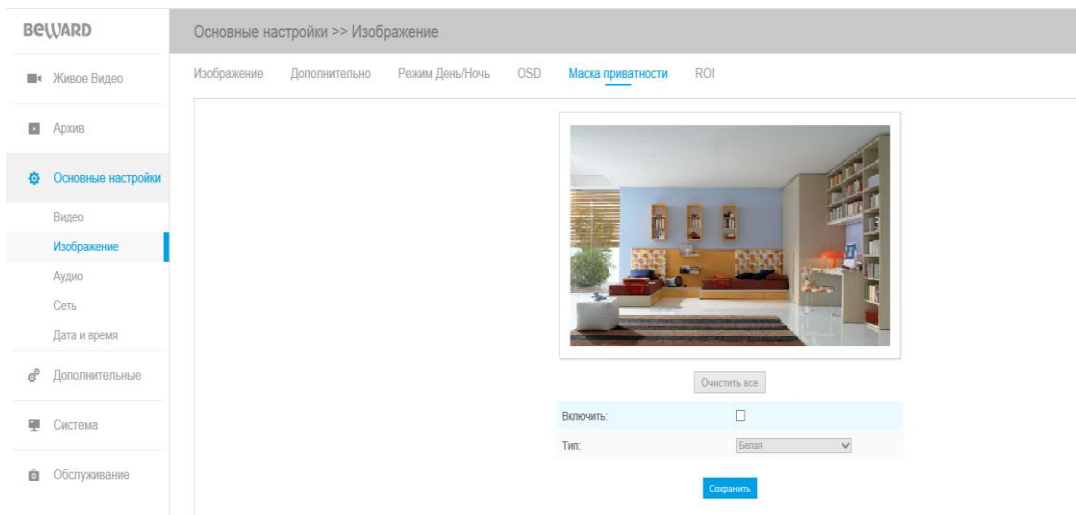 BEWARD
Основные настройки >> Изображение
Живое Видео
Архив
Основные настройки
Видео
Изображение
Аудио
Сеть
Дата и время
Дополнительные
Система
Обслуживание
Изображение Дополнительно Режим День/Ночь OSD Маска приватности ROI
Очистить все
Включить:
Тип: Белая
Сохранить